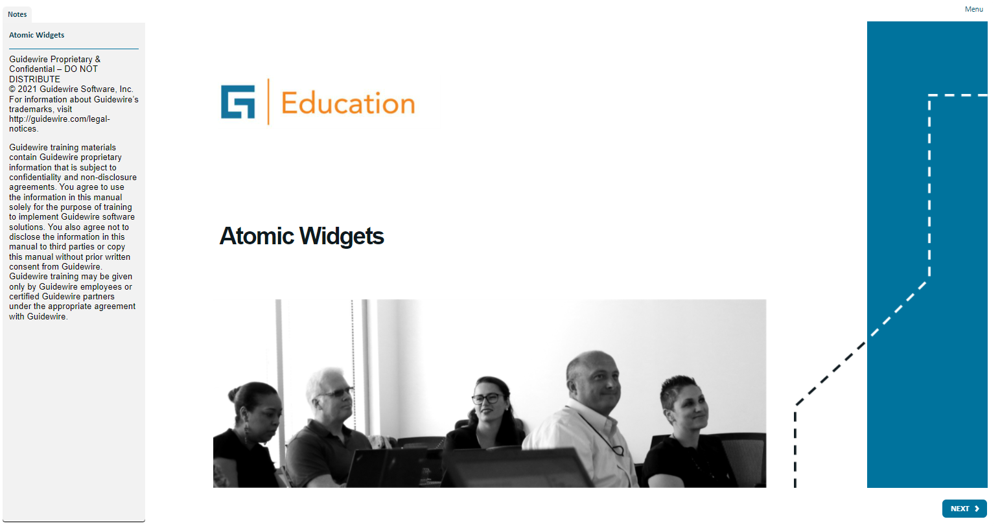 Notes
Menu
Atomic Widgets
Guidewire Proprietary &
Confidential – DO NOT
DISTRIBUTE
© 2021 Guidewire Software, Inc.
For information about Guidewire’s
trademarks, visit
http://guidewire.com/legal-
notices.
Guidewire training materials
contain Guidewire proprietary
information that is subject to
confidentiality and non-disclosure
agreements. You agree to use
the information in this manual
solely for the purpose of training
to implement Guidewire software
solutions. You also agree not to
disclose the information in this
manual to third parties or copy
this manual without prior written
consent from Guidewire.
Guidewire training may be given
only by Guidewire employees or
certified Guidewire partners
under the appropriate agreement
with Guidewire.
Education
Atomic Widgets
NEXT